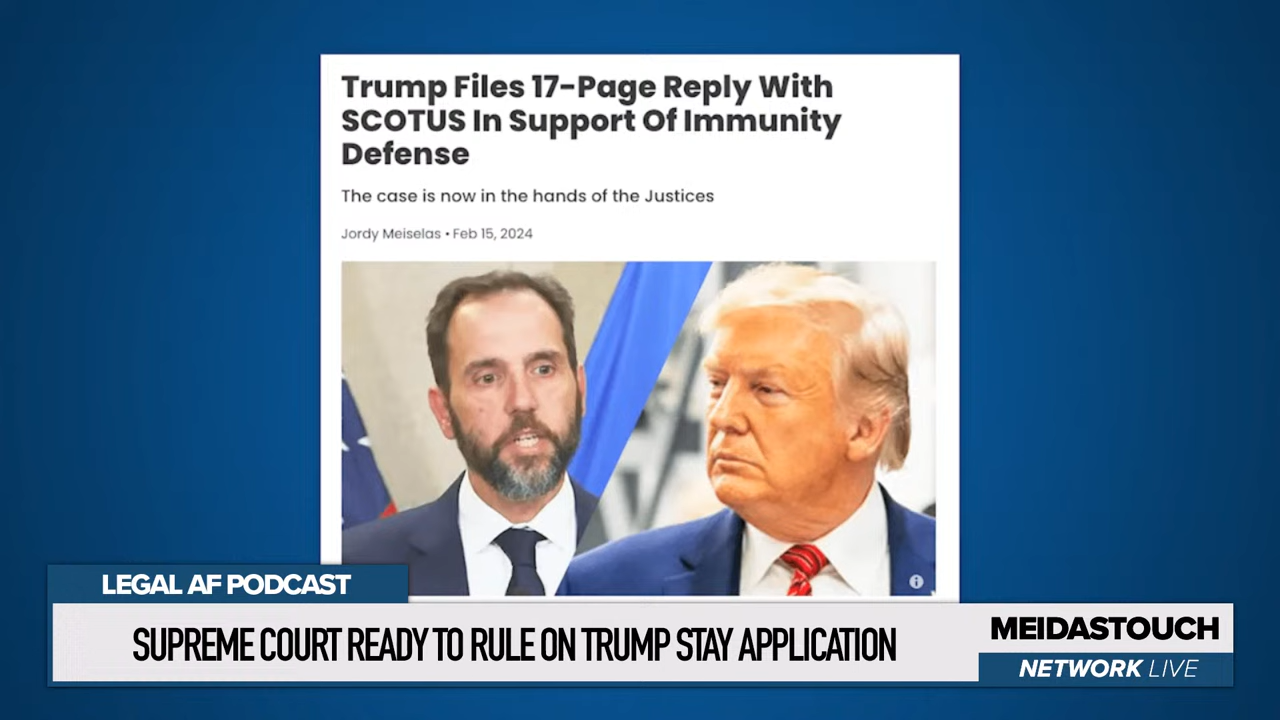 Trump Files 17-Page Reply With
SCOTUS In Support Of Immunity
Defense
The case is now in the hands of the Justices
Jordy Meiselas • Feb 15, 2024
LEGAL AF PODCAST
SUPREME COURT READY TO RULE ON TRUMP STAY APPLICATION
MEIDASTOUCH
NETWORK LIVE